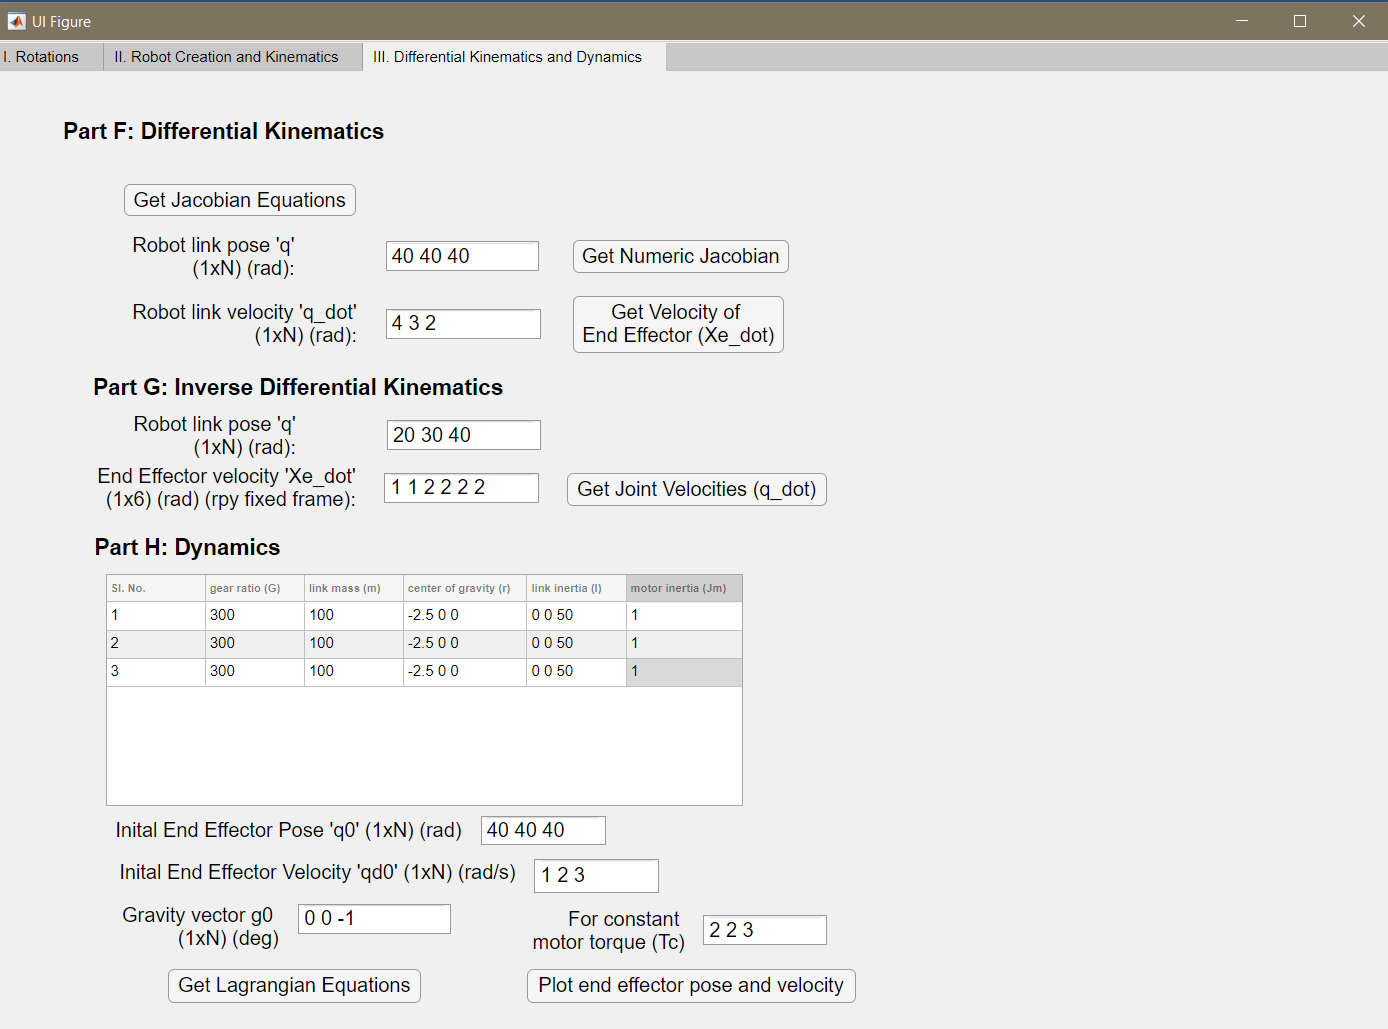 UI Figure
I. Rotations
II. Robot Creation and Kinematics
III. Differential Kinematics and Dynamics
Part F: Differential Kinematics
Get Jacobian Equations
Robot link pose 'q'
(1xN) (rad):
40 40 40
Get Numeric Jacobian
Robot link velocity 'q_dot'
(1xN) (rad):
4 3 2
Get Velocity of
End Effector (Xe_dot)
Part G: Inverse Differential Kinematics
Robot link pose 'q'
(1xN) (rad):
20 30 40
End Effector velocity 'Xe_dot'
(1x6) (rad) (rpy fixed frame):
1 1 2 2 2 2
Get Joint Velocities (q_dot)
Part H: Dynamics
Sl. No. gear ratio (G) link mass (m) center of gravity (r) link inertia (I) motor inertia (Jm)
1 300 100 -2.5 0 0 0 0 50 1
2 300 100 -2.5 0 0 0 0 50 1
3 300 100 -2.5 0 0 0 0 50 1
Inital End Effector Pose 'q0' (1xN) (rad)
40 40 40
Inital End Effector Velocity 'qd0' (1xN) (rad/s)
1 2 3
Gravity vector g0
(1xN) (deg)
0 0 -1
For constant
motor torque (Tc)
2 2 3
Get Lagrangian Equations
Plot end effector pose and velocity